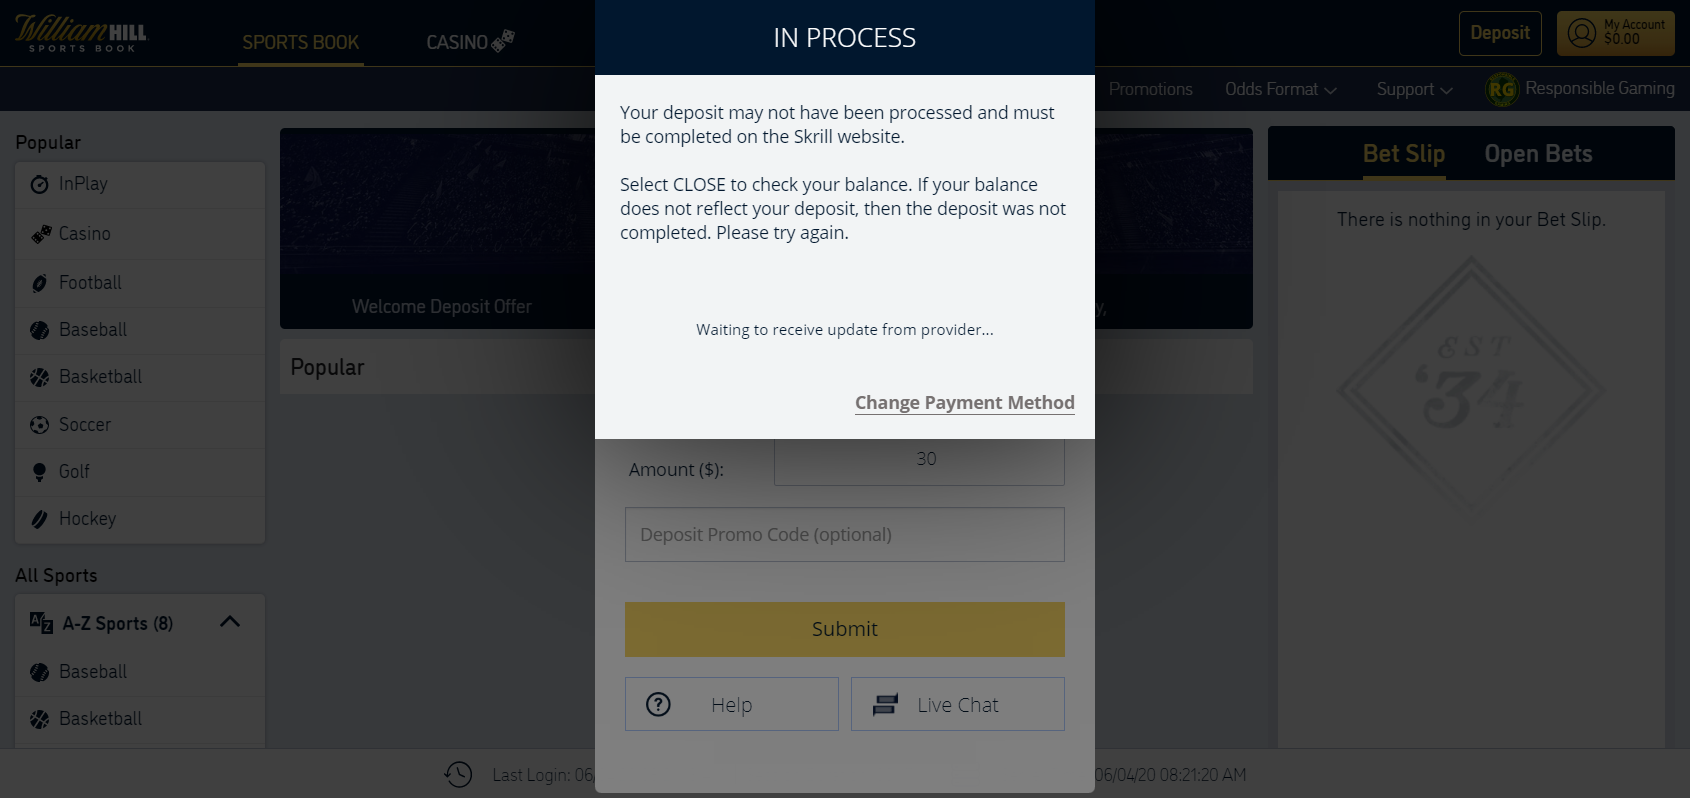 William HILL
SPORTS BOOK
SPORTS BOOK
CASINO
Deposit
My Account
$0.00
Promotions
Odds Format
Support
RG
Responsible Gaming
IN PROCESS
Your deposit may not have been processed and must
be completed on the Skrill website.
Select CLOSE to check your balance. If your balance
does not reflect your deposit, then the deposit was not
completed. Please try again.
Waiting to receive update from provider...
Change Payment Method
Amount ($):
30
Deposit Promo Code (optional)
Submit
Help
Live Chat
Popular
InPlay
Casino
Football
Baseball
Basketball
Soccer
Golf
Hockey
All Sports
A-Z Sports (8)
Baseball
Basketball
Welcome Deposit Offer
y,
Popular
Bet Slip
Open Bets
There is nothing in your Bet Slip.
EST
‘34
Last Login: 06/
06/04/20 08:21:20 AM